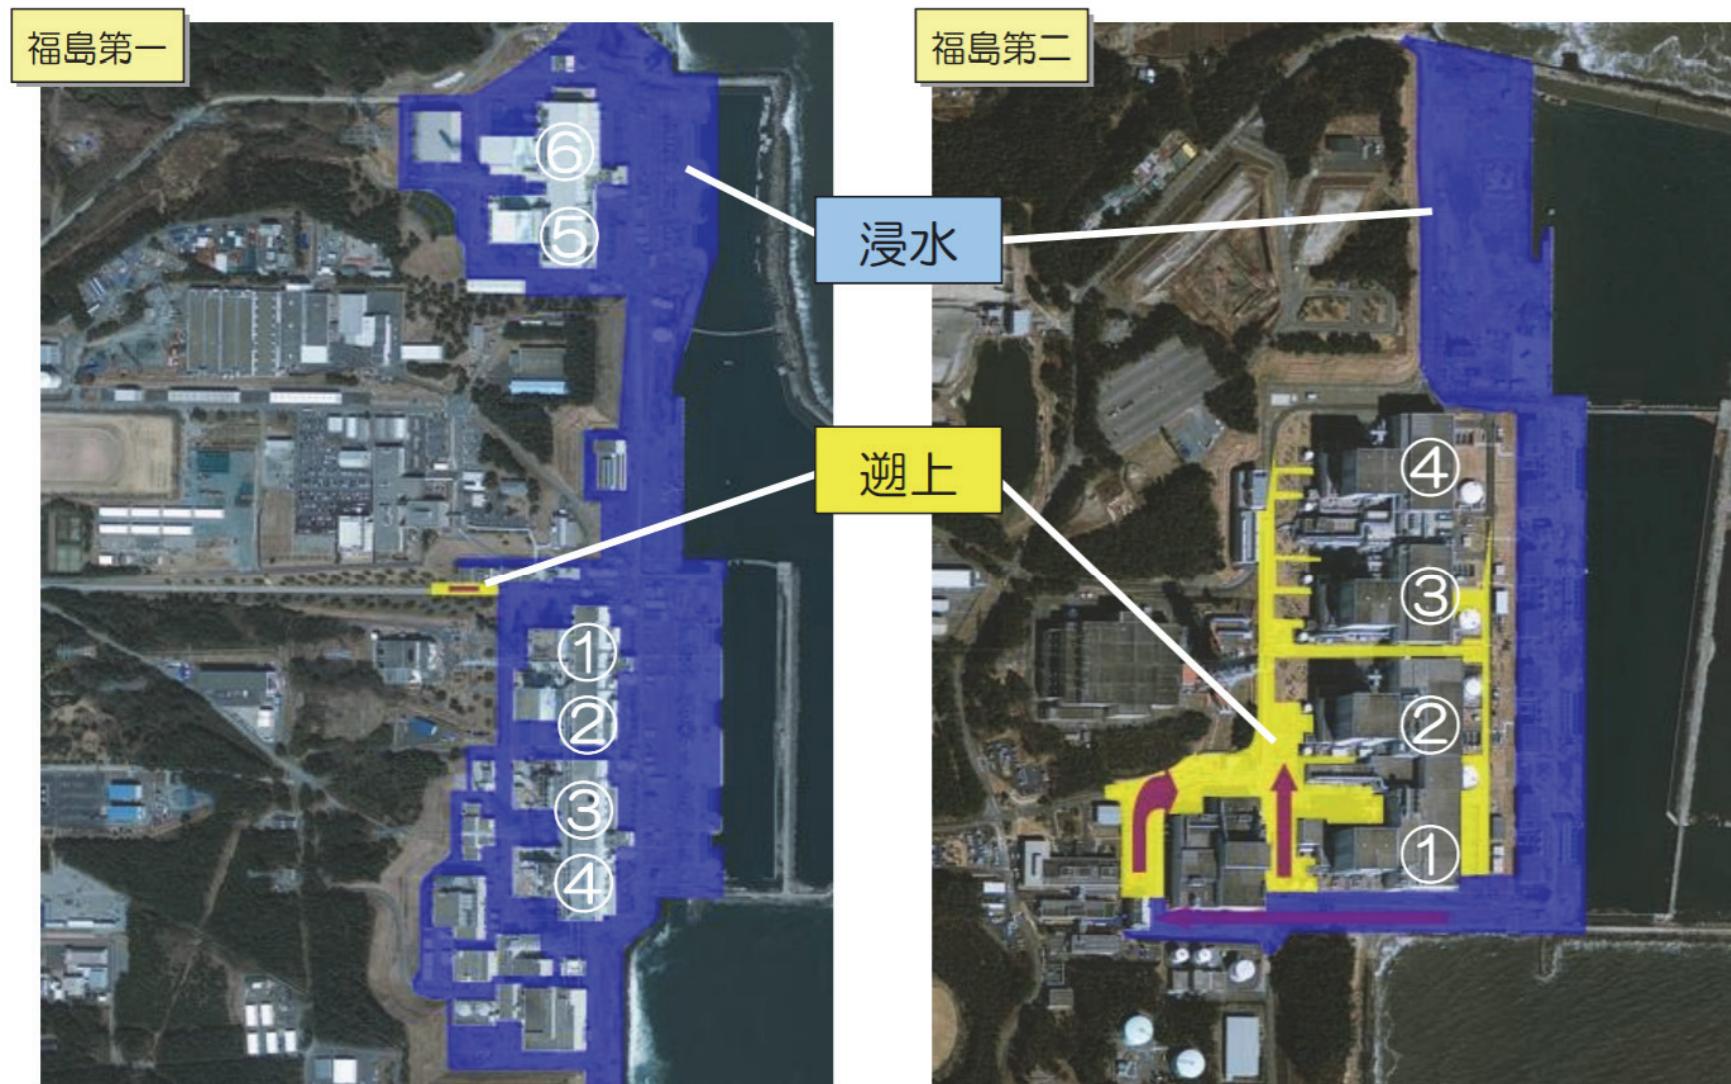 福島第一
福島第二
浸水
遡上
⑥
⑤
①
②
③
④
④
③
②
①